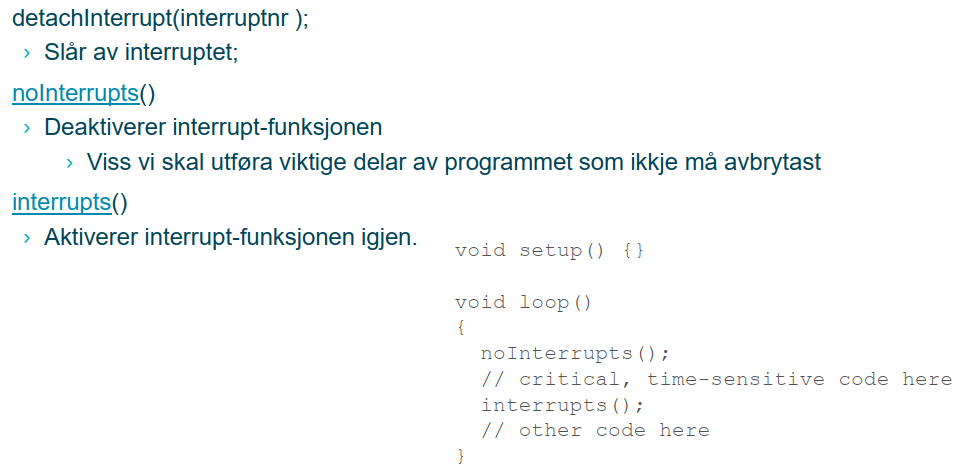 detachInterrupt(interruptnr );
› Slår av interruptet;
noInterrupts()
› Deaktiverer interrupt-funksjonen
› Viss vi skal utføra viktige delar av programmet som ikkje må avbrytast
interrupts()
› Aktiverer interrupt-funksjonen igjen.
void setup() {}
void loop()
{
noInterrupts();
// critical, time-sensitive code here
interrupts();
// other code here
}